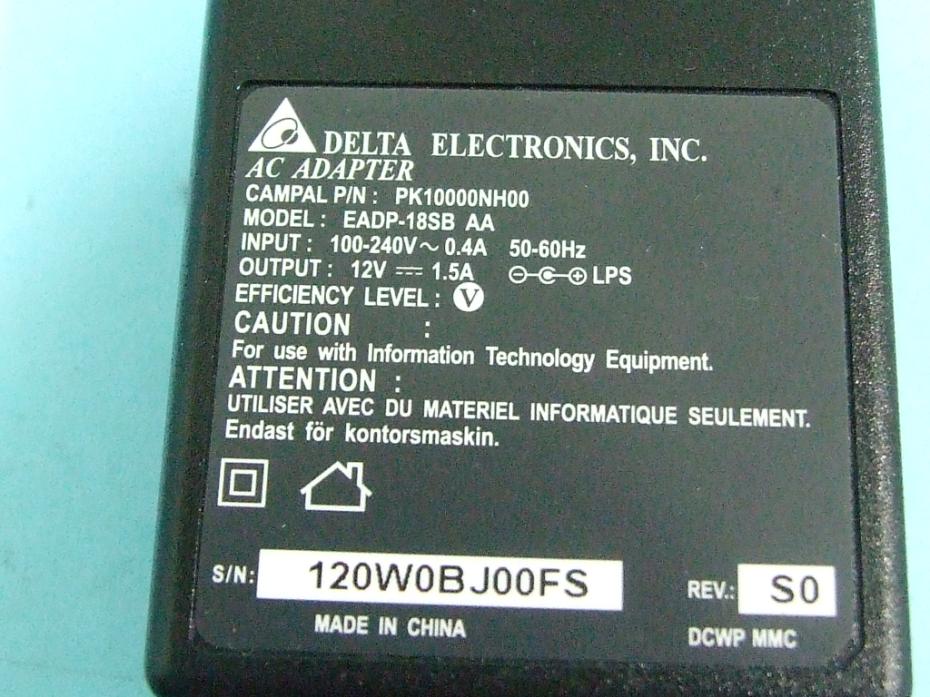 DELTA ELECTRONICS, INC.
AC ADAPTER
CAMPAL P/N : PK10000NH00
MODEL : EADP-18SB AA
INPUT : 100-240V~ 0.4A 50-60Hz
OUTPUT : 12V ⎓ 1.5A LPS
EFFICIENCY LEVEL : V
CAUTION :
For use with Information Technology Equipment.
ATTENTION :
UTILISER AVEC DU MATERIEL INFORMATIQUE SEULEMENT.
Endast för kontorsmaskin.
S/N: 120W0BJ00FS REV.: S0
MADE IN CHINA DCWP MMC